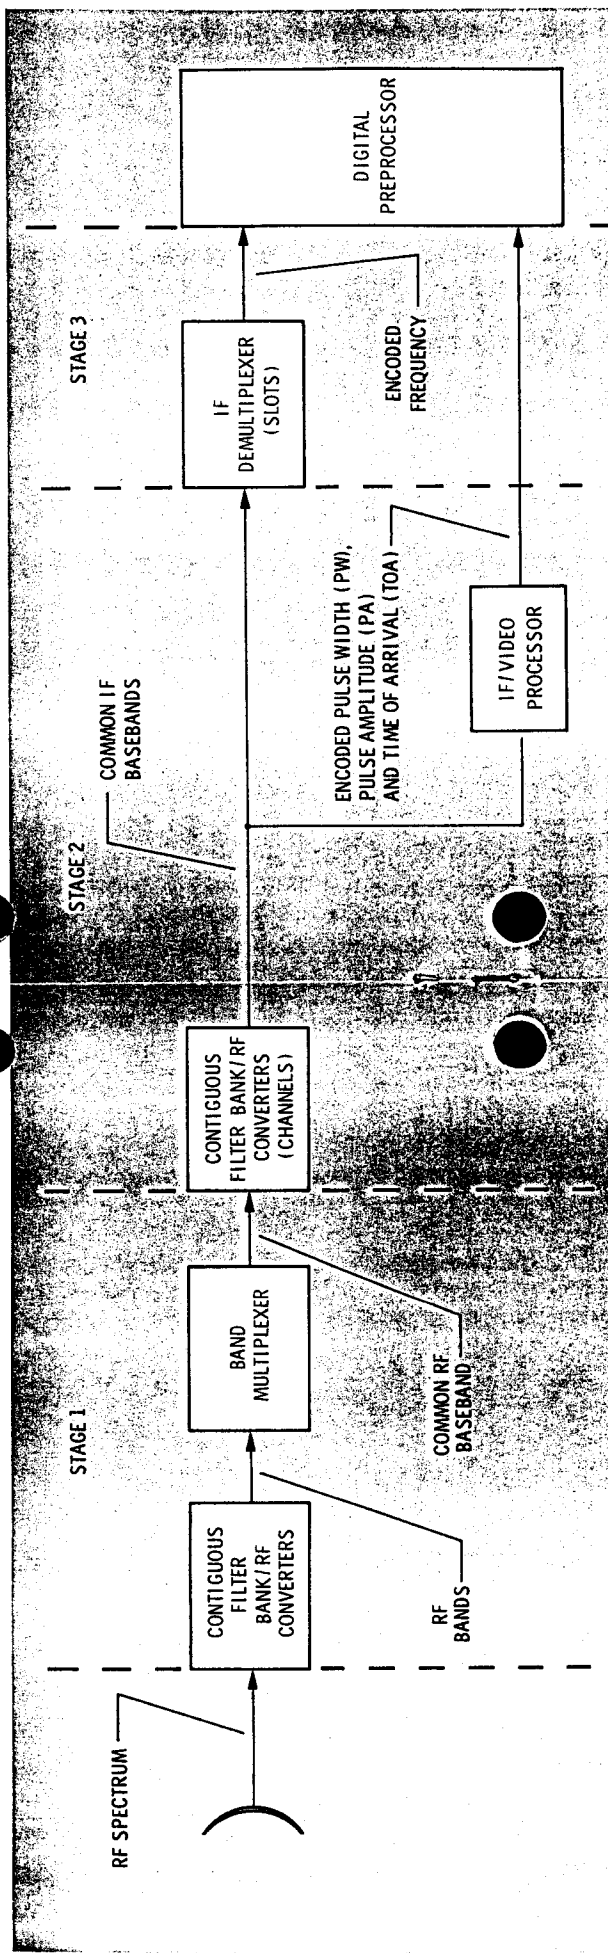 RF SPECTRUM
STAGE 1
CONTIGUOUS
FILTER
BANK/RF
CONVERTERS
RF
BANDS
BAND
MULTIPLEXER
COMMON RF
BASEBAND
STAGE 2
CONTIGUOUS
FILTER BANK/RF
CONVERTERS
(CHANNELS)
COMMON IF
BASEBANDS
ENCODED PULSE WIDTH (PW),
PULSE AMPLITUDE (PA)
AND TIME OF ARRIVAL (TOA)
IF/VIDEO
PROCESSOR
STAGE 3
IF
DEMULTIPLEXER
(SLOTS)
ENCODED
FREQUENCY
DIGITAL
PREPROCESSOR